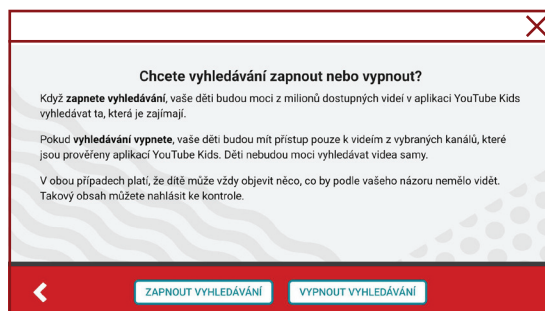 Chcete vyhledávání zapnout nebo vypnout?
Když zapnete vyhledávání, vaše děti budou moci z milionů dostupných videí v aplikaci YouTube Kids
vyhledávat ta, která je zajímají.
Pokud vyhledávání vypnete, vaše děti budou mít přístup pouze k videím z vybraných kanálů, které
jsou prověřeny aplikací YouTube Kids. Děti nebudou moci vyhledávat videa samy.
V obou případech platí, že dítě může vždy objevit něco, co by podle vašeho názoru nemělo vidět.
Takový obsah můžete nahlásit ke kontrole.
ZAPNOUT VYHLEDÁVÁNÍ
VYPNOUT VYHLEDÁVÁNÍ